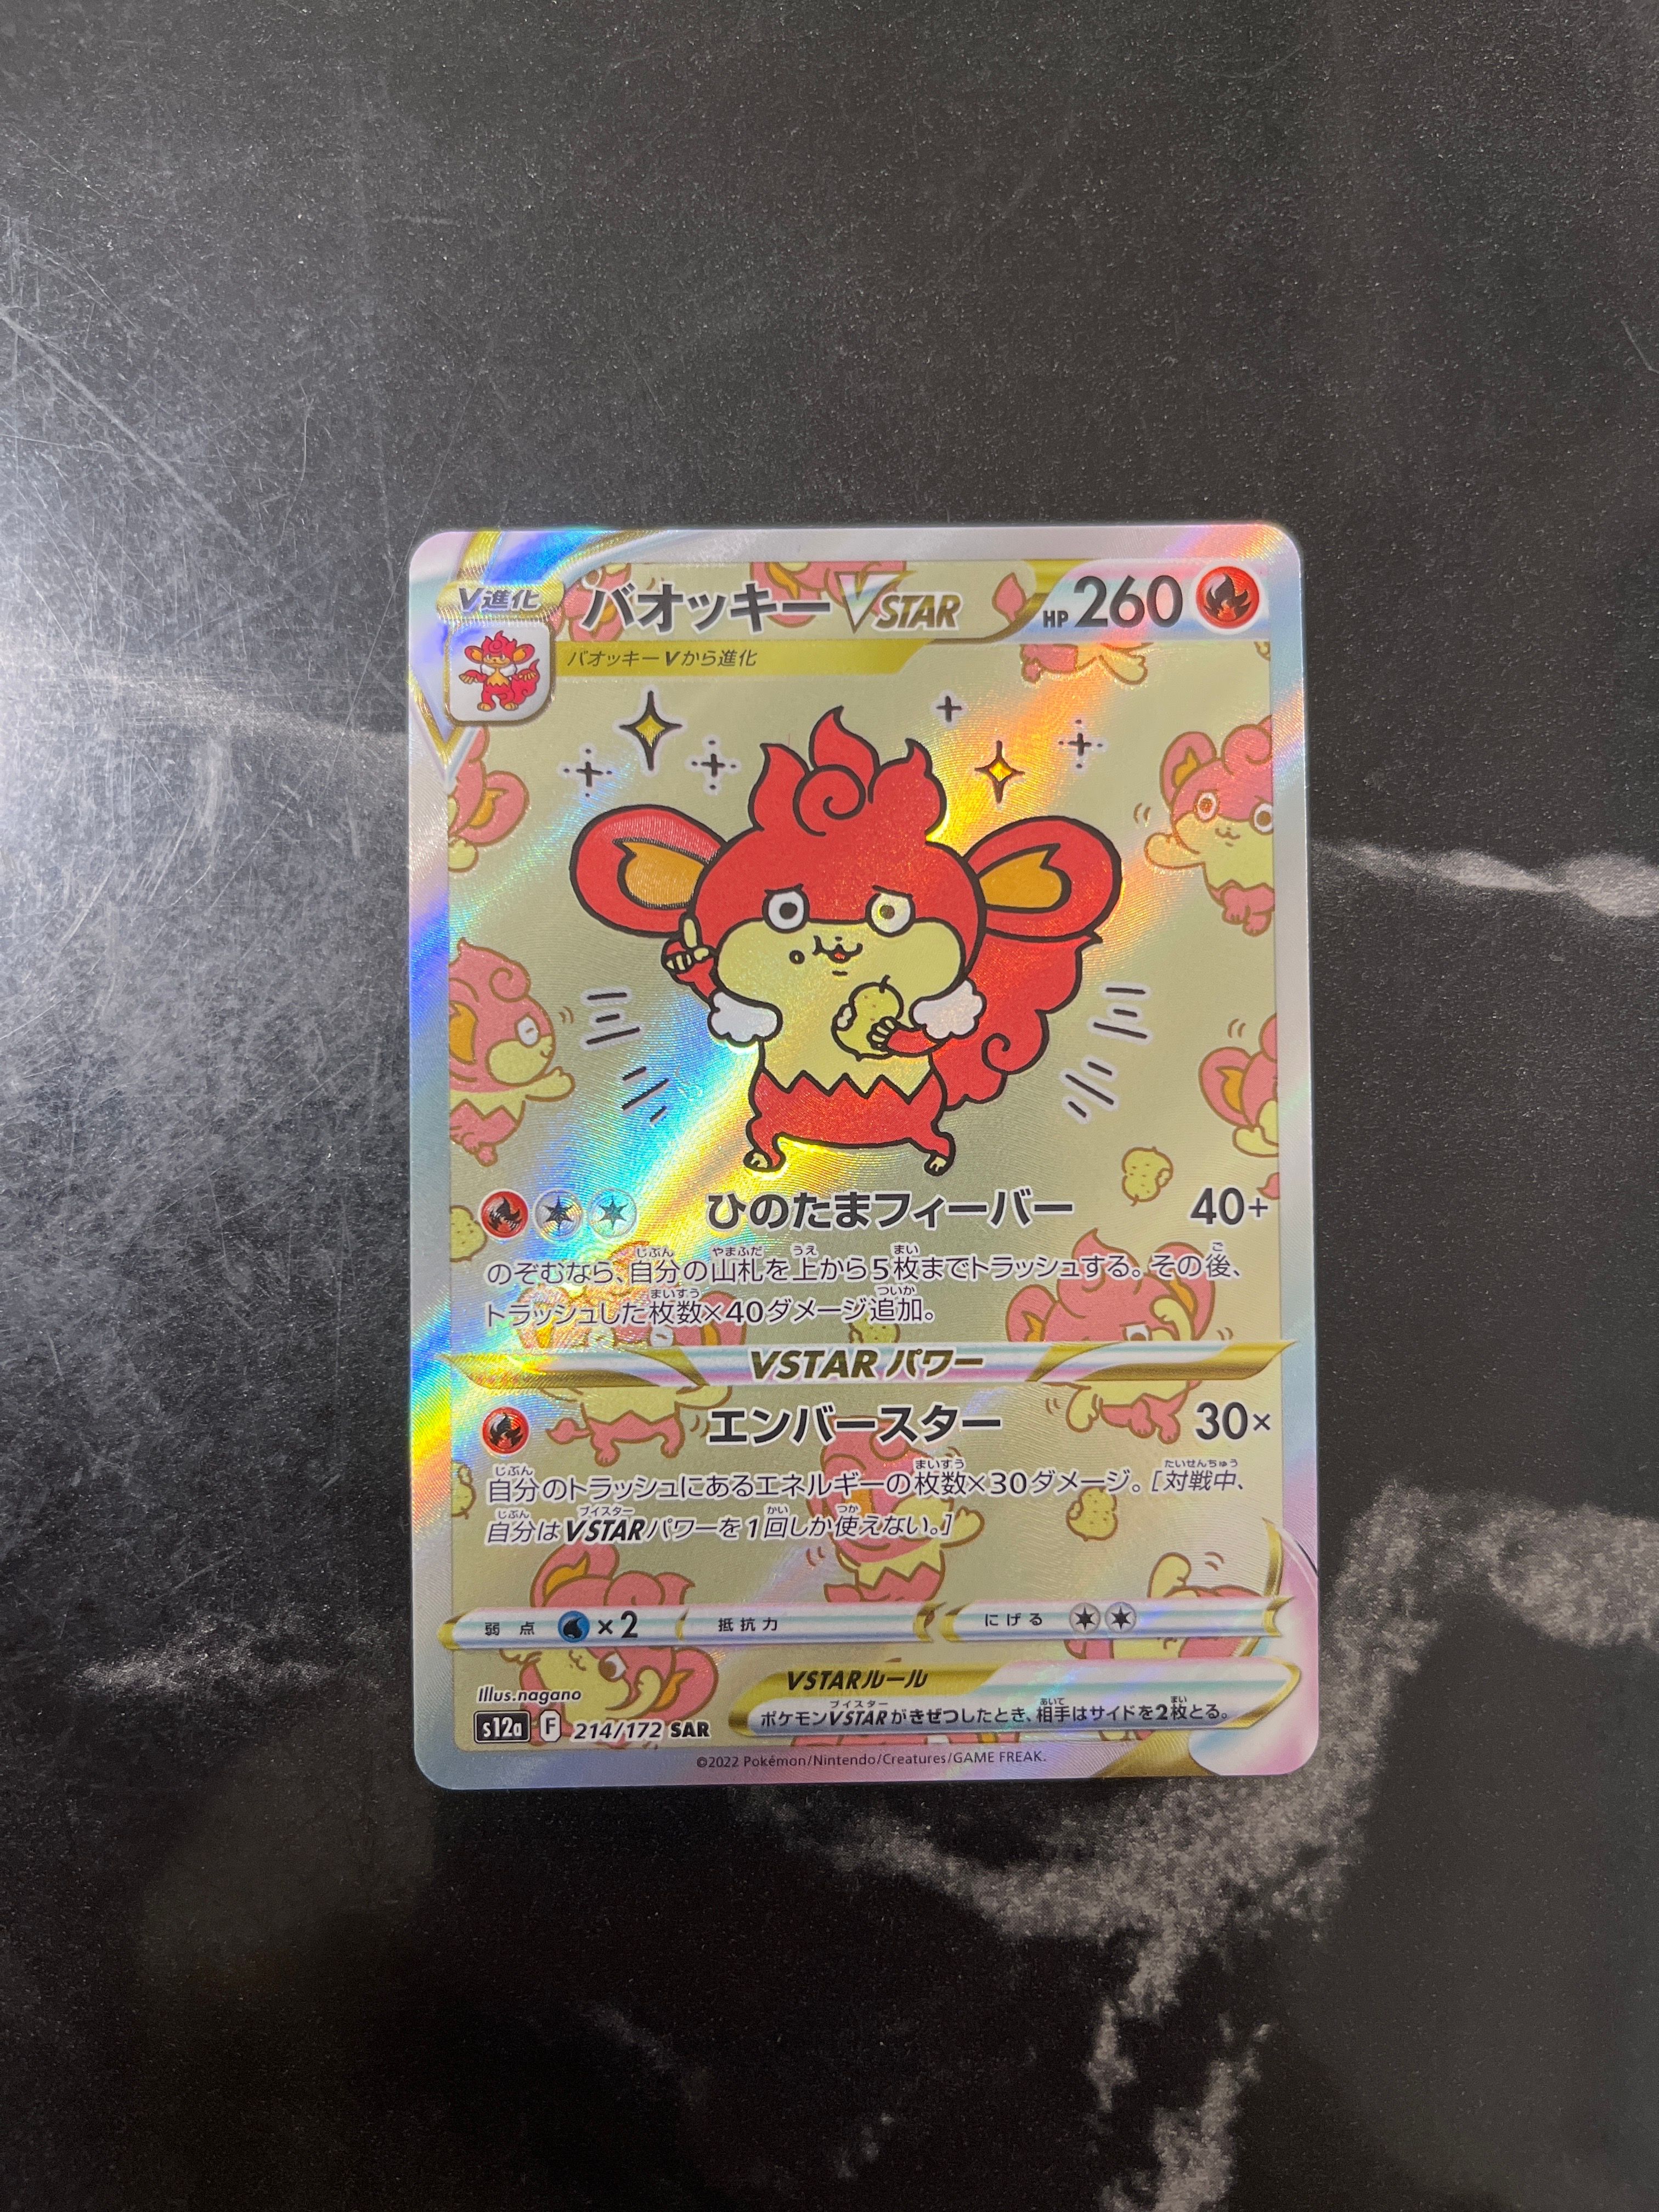 V進化
バオッキーVSTAR
HP 260
バオッキーVから進化
ひのたまフィーバー 40+
のぞむなら、自分の山札を上から5枚までトラッシュする。その後、
トラッシュした枚数×40ダメージ追加。
VSTARパワー
エンバースター 30×
自分のトラッシュにあるエネルギーの枚数×30ダメージ。[対戦中、
自分はVSTARパワーを1回しか使えない。]
弱点 ×2 抵抗力 にげる
VSTARルール
ポケモンVSTARがきぜつしたとき、相手はサイドを2枚とる。
Illus.nagano
s12a F 214/172 SAR
©2022 Pokémon/Nintendo/Creatures/GAME FREAK.